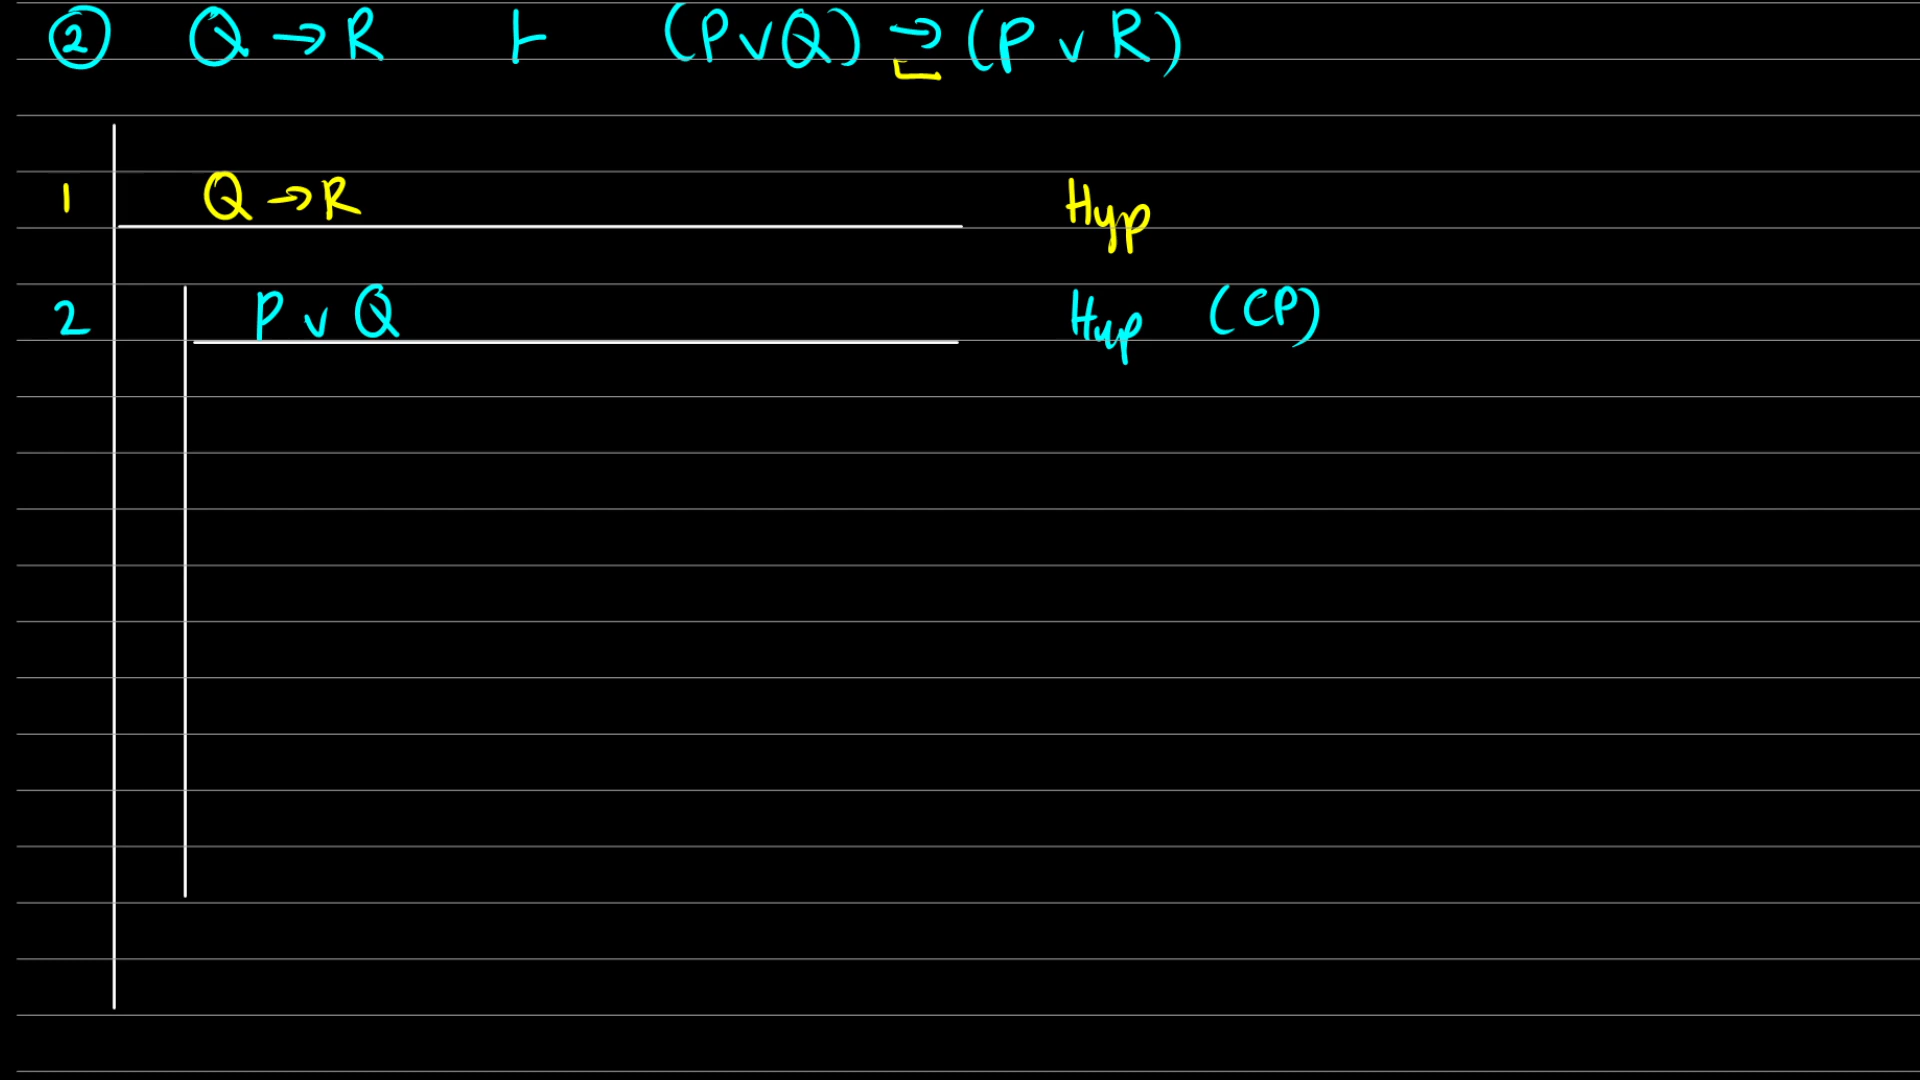 ② Q → R ⊢ (P ∨ Q) → (P ∨ R)
1 Q → R Hyp
2 P ∨ Q Hyp (CP)